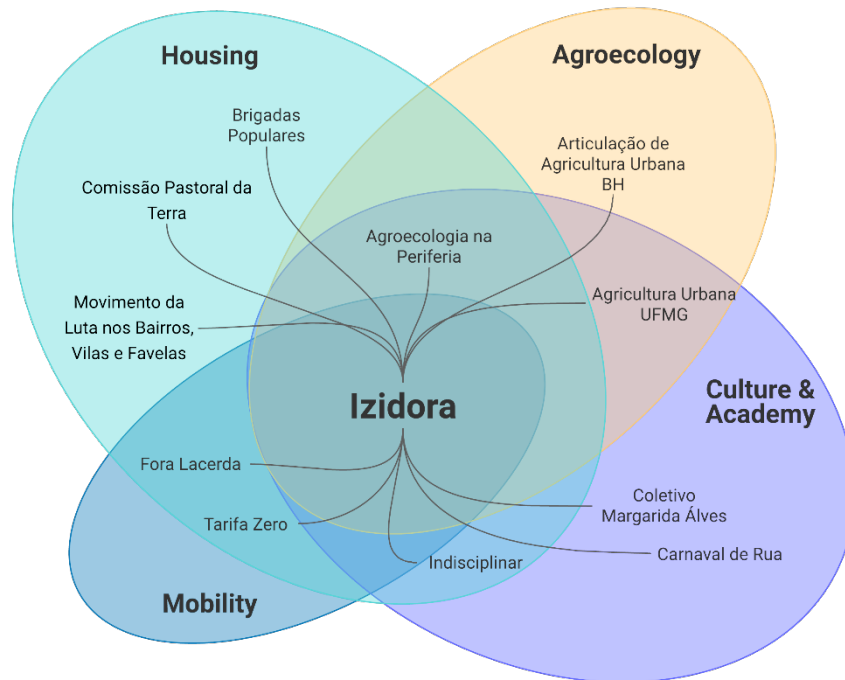 Housing
Agroecology
Brigadas
Populares
Articulação de
Agricultura Urbana
BH
Comissão Pastoral da
Terra
Agroecologia na
Periferia
Movimento da
Luta nos Bairros,
Vilas e Favelas
Agricultura Urbana
UFMG
Culture &
Academy
Izidora
Fora Lacerda
Coletivo
Margarida Álves
Tarifa Zero
Indisciplinar
Carnaval de Rua
Mobility